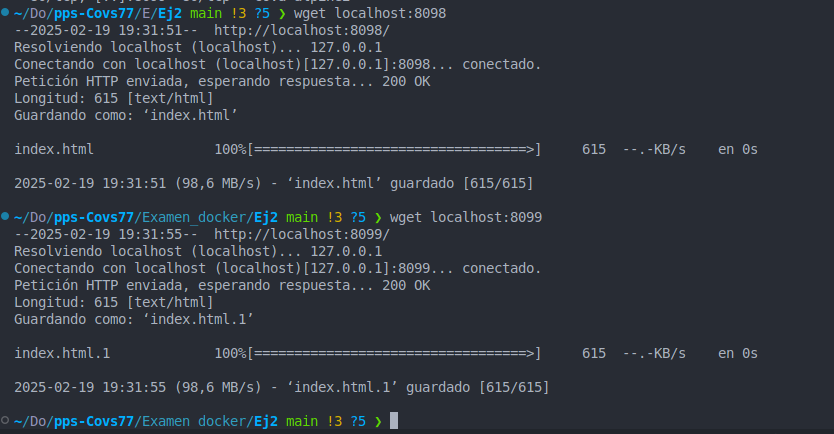 ~/Do/pps-Covs77/E/Ej2 main !3 ?5 ❯ wget localhost:8098
--2025-02-19 19:31:51-- http://localhost:8098/
Resolviendo localhost (localhost)... 127.0.0.1
Conectando con localhost (localhost)[127.0.0.1]:8098... conectado.
Petición HTTP enviada, esperando respuesta... 200 OK
Longitud: 615 [text/html]
Guardando como: ‘index.html’
index.html 100%[==================================>] 615 --.-KB/s en 0s
2025-02-19 19:31:51 (98,6 MB/s) - ‘index.html’ guardado [615/615]
~/Do/pps-Covs77/Examen_docker/Ej2 main !3 ?5 ❯ wget localhost:8099
--2025-02-19 19:31:55-- http://localhost:8099/
Resolviendo localhost (localhost)... 127.0.0.1
Conectando con localhost (localhost)[127.0.0.1]:8099... conectado.
Petición HTTP enviada, esperando respuesta... 200 OK
Longitud: 615 [text/html]
Guardando como: ‘index.html.1’
index.html.1 100%[==================================>] 615 --.-KB/s en 0s
2025-02-19 19:31:55 (98,6 MB/s) - ‘index.html.1’ guardado [615/615]
~/Do/pps-Covs77/Examen_docker/Ej2 main !3 ?5 ❯